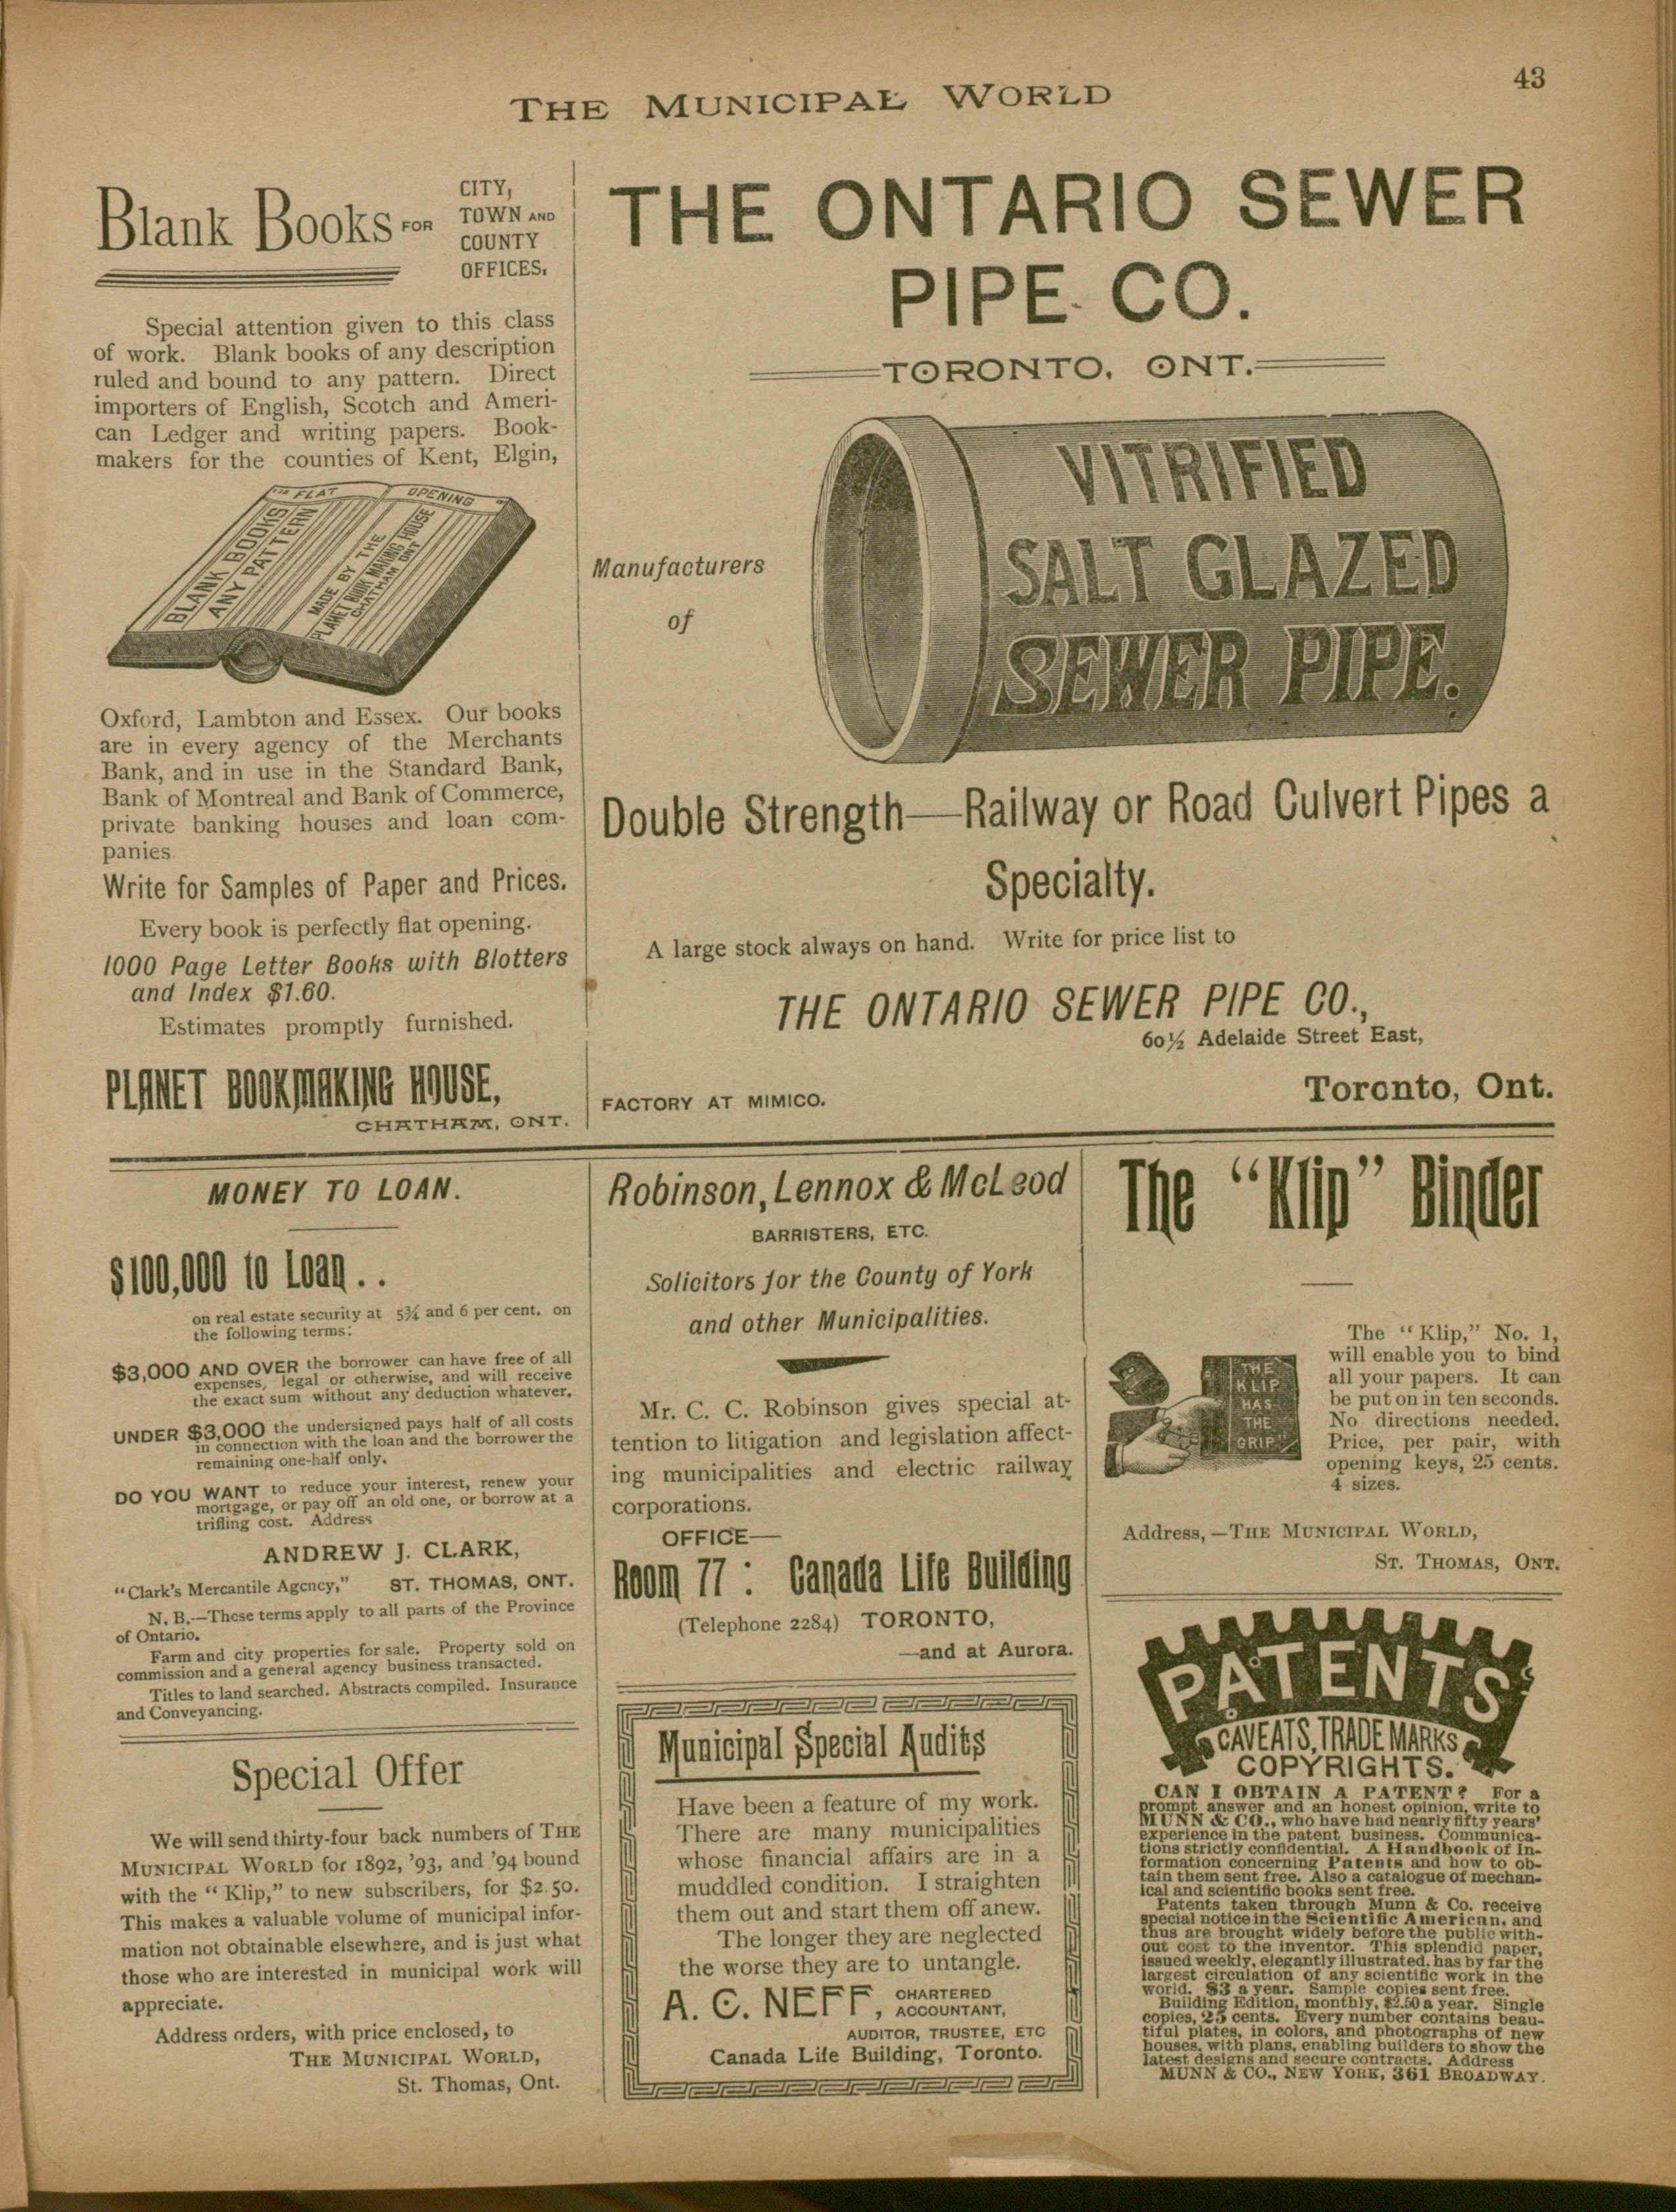 43
THE MUNICIPAL WORLD
Blank Books FOR
CITY,
TOWN AND
COUNTY
OFFICES.
Special attention given to this class
of work. Blank books of any description
ruled and bound to any pattern. Direct
importers of English, Scotch and Ameri-
can Ledger and writing papers. Book-
makers for the counties of Kent, Elgin,
FLAT OPENING
BLANK BOOKS
ANY PATTERN
MADE BY THE
PLANET BOOK MAKING HOUSE
CHATHAM ONT
Oxford, Lambton and Essex. Our books
are in every agency of the Merchants
Bank, and in use in the Standard Bank,
Bank of Montreal and Bank of Commerce,
private banking houses and loan com-
panies.
Write for Samples of Paper and Prices.
Every book is perfectly flat opening.
1000 Page Letter Books with Blotters
and Index $1.60.
Estimates promptly furnished.
PLANET BOOKMAKING HOUSE,
CHATHAM, ONT.
THE ONTARIO SEWER
PIPE CO.
TORONTO, ONT.
Manufacturers
of
VITRIFIED
SALT GLAZED
SEWER PIPE.
Double Strength—Railway or Road Culvert Pipes a
Specialty.
A large stock always on hand. Write for price list to
THE ONTARIO SEWER PIPE CO.,
60½ Adelaide Street East,
Toronto, Ont.
FACTORY AT MIMICO.
MONEY TO LOAN.
$100,000 to Loan . .
on real estate security at 5¾ and 6 per cent. on
the following terms:
$3,000 AND OVER the borrower can have free of all
expenses, legal or otherwise, and will receive
the exact sum without any deduction whatever.
UNDER $3,000 the undersigned pays half of all costs
in connection with the loan and the borrower the
remaining one-half only.
DO YOU WANT to reduce your interest, renew your
mortgage, or pay off an old one, or borrow at a
trifling cost. Address
ANDREW J. CLARK,
"Clark's Mercantile Agency," ST. THOMAS, ONT.
N. B.—These terms apply to all parts of the Province
of Ontario.
Farm and city properties for sale. Property sold on
commission and a general agency business transacted.
Titles to land searched. Abstracts compiled. Insurance
and Conveyancing.
Special Offer
We will send thirty-four back numbers of THE
MUNICIPAL WORLD for 1892, '93, and '94 bound
with the "Klip," to new subscribers, for $2.50.
This makes a valuable volume of municipal infor-
mation not obtainable elsewhere, and is just what
those who are interested in municipal work will
appreciate.
Address orders, with price enclosed, to
THE MUNICIPAL WORLD,
St. Thomas, Ont.
Robinson, Lennox & McLeod
BARRISTERS, ETC.
Solicitors for the County of York
and other Municipalities.
Mr. C. C. Robinson gives special at-
tention to litigation and legislation affect-
ing municipalities and electric railway
corporations.
OFFICE—
Room 77 : Canada Life Building
(Telephone 2284) TORONTO,
—and at Aurora.
Municipal Special Audits
Have been a feature of my work.
There are many municipalities
whose financial affairs are in a
muddled condition. I straighten
them out and start them off anew.
The longer they are neglected
the worse they are to untangle.
A. C. NEFF, CHARTERED
ACCOUNTANT,
AUDITOR, TRUSTEE, ETC
Canada Life Building, Toronto.
The "Klip" Binder
THE
KLIP
HAS
THE
GRIP
The "Klip," No. 1,
will enable you to bind
all your papers. It can
be put on in ten seconds.
No directions needed.
Price, per pair, with
opening keys, 25 cents.
4 sizes.
Address,—THE MUNICIPAL WORLD,
ST. THOMAS, ONT.
PATENTS
CAVEATS, TRADE MARKS
COPYRIGHTS.
CAN I OBTAIN A PATENT? For a
prompt answer and an honest opinion, write to
MUNN & CO., who have had nearly fifty years'
experience in the patent business. Communica-
tions strictly confidential. A Handbook of In-
formation concerning Patents and how to ob-
tain them sent free. Also a catalogue of mechan-
ical and scientific books sent free.
Patents taken through Munn & Co. receive
special notice in the Scientific American, and
thus are brought widely before the public with-
out cost to the inventor. This splendid paper,
issued weekly, elegantly illustrated, has by far the
largest circulation of any scientific work in the
world. $3 a year. Sample copies sent free.
Building Edition, monthly, $2.50 a year. Single
copies, 25 cents. Every number contains beau-
tiful plates, in colors, and photographs of new
houses, with plans, enabling builders to show the
latest designs and secure contracts. Address
MUNN & CO., NEW YORK, 361 BROADWAY.